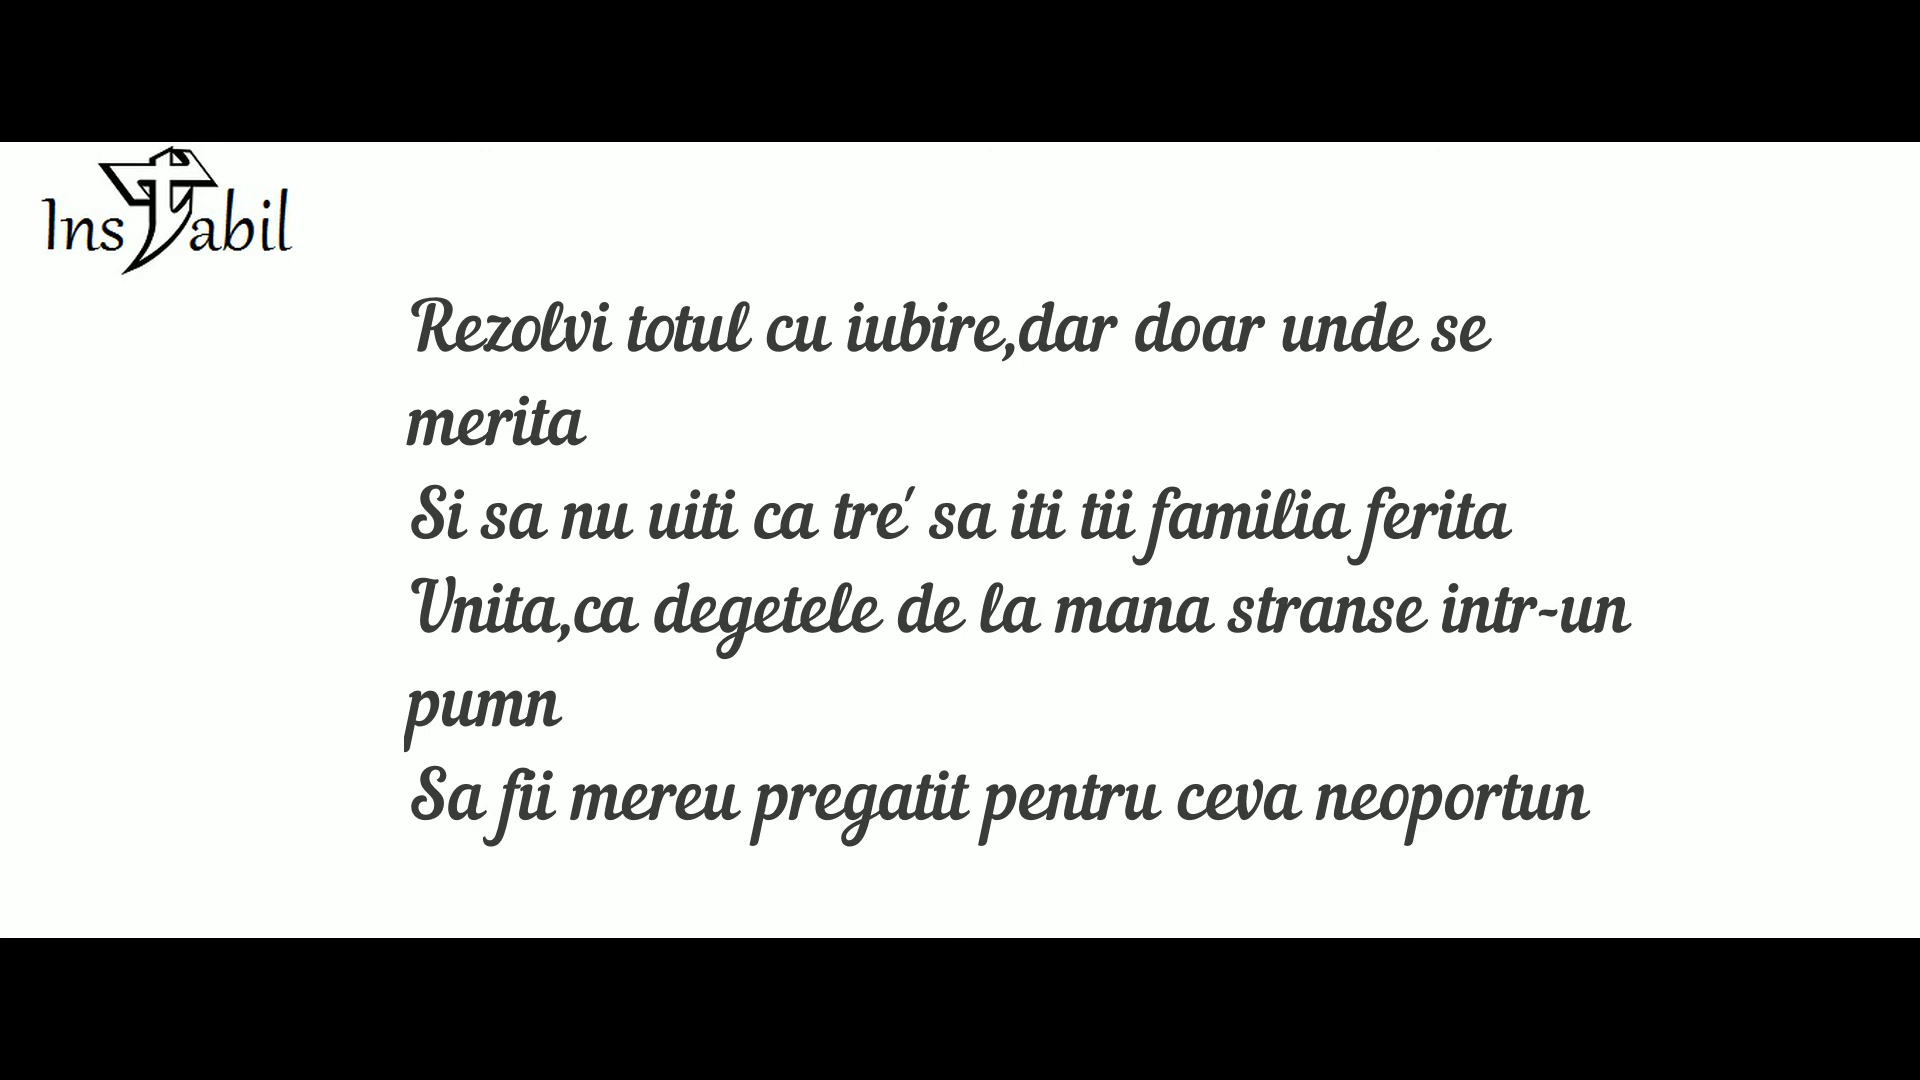 Instabil
Rezolvi totul cu iubire,dar doar unde se
merita
Si sa nu uiti ca tre' sa iti tii familia ferita
Unita,ca degetele de la mana stranse intr-un
pumn
Sa fii mereu pregatit pentru ceva neoportun